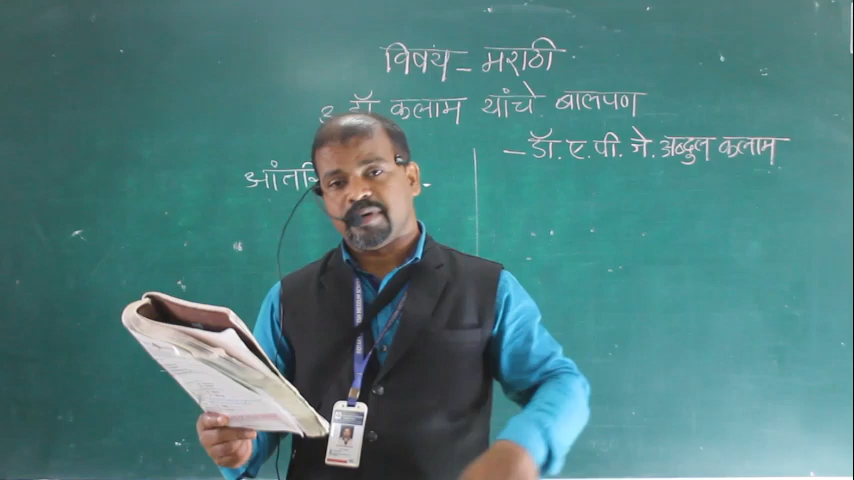 विषय – मराठी
डॉ कलाम यांचे बालपण
– डॉ. ए. पी. जे. अब्दुल कलाम